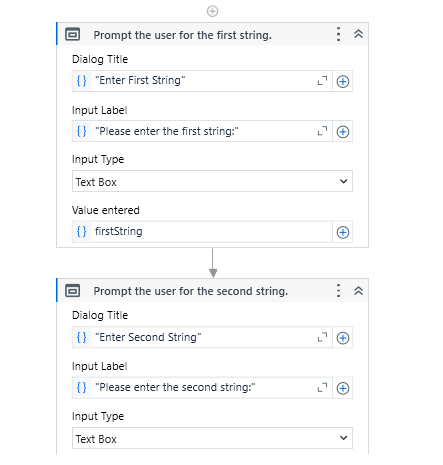 Prompt the user for the first string.
Dialog Title
{} "Enter First String"
Input Label
{} "Please enter the first string:"
Input Type
Text Box
Value entered
{} firstString
Prompt the user for the second string.
Dialog Title
{} "Enter Second String"
Input Label
{} "Please enter the second string:"
Input Type
Text Box